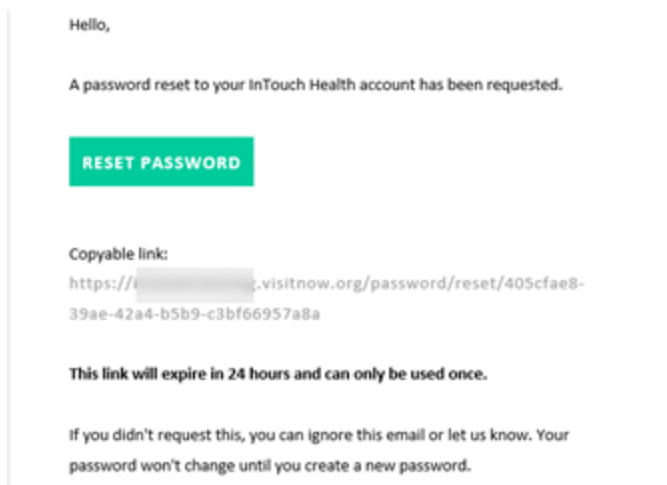 Hello,
A password reset to your InTouch Health account has been requested.
RESET PASSWORD
Copyable link:
https:// .visitnow.org/password/reset/405cfae8-
39ae-42a4-b5b9-c3bf66957a8a
This link will expire in 24 hours and can only be used once.
If you didn't request this, you can ignore this email or let us know. Your
password won't change until you create a new password.